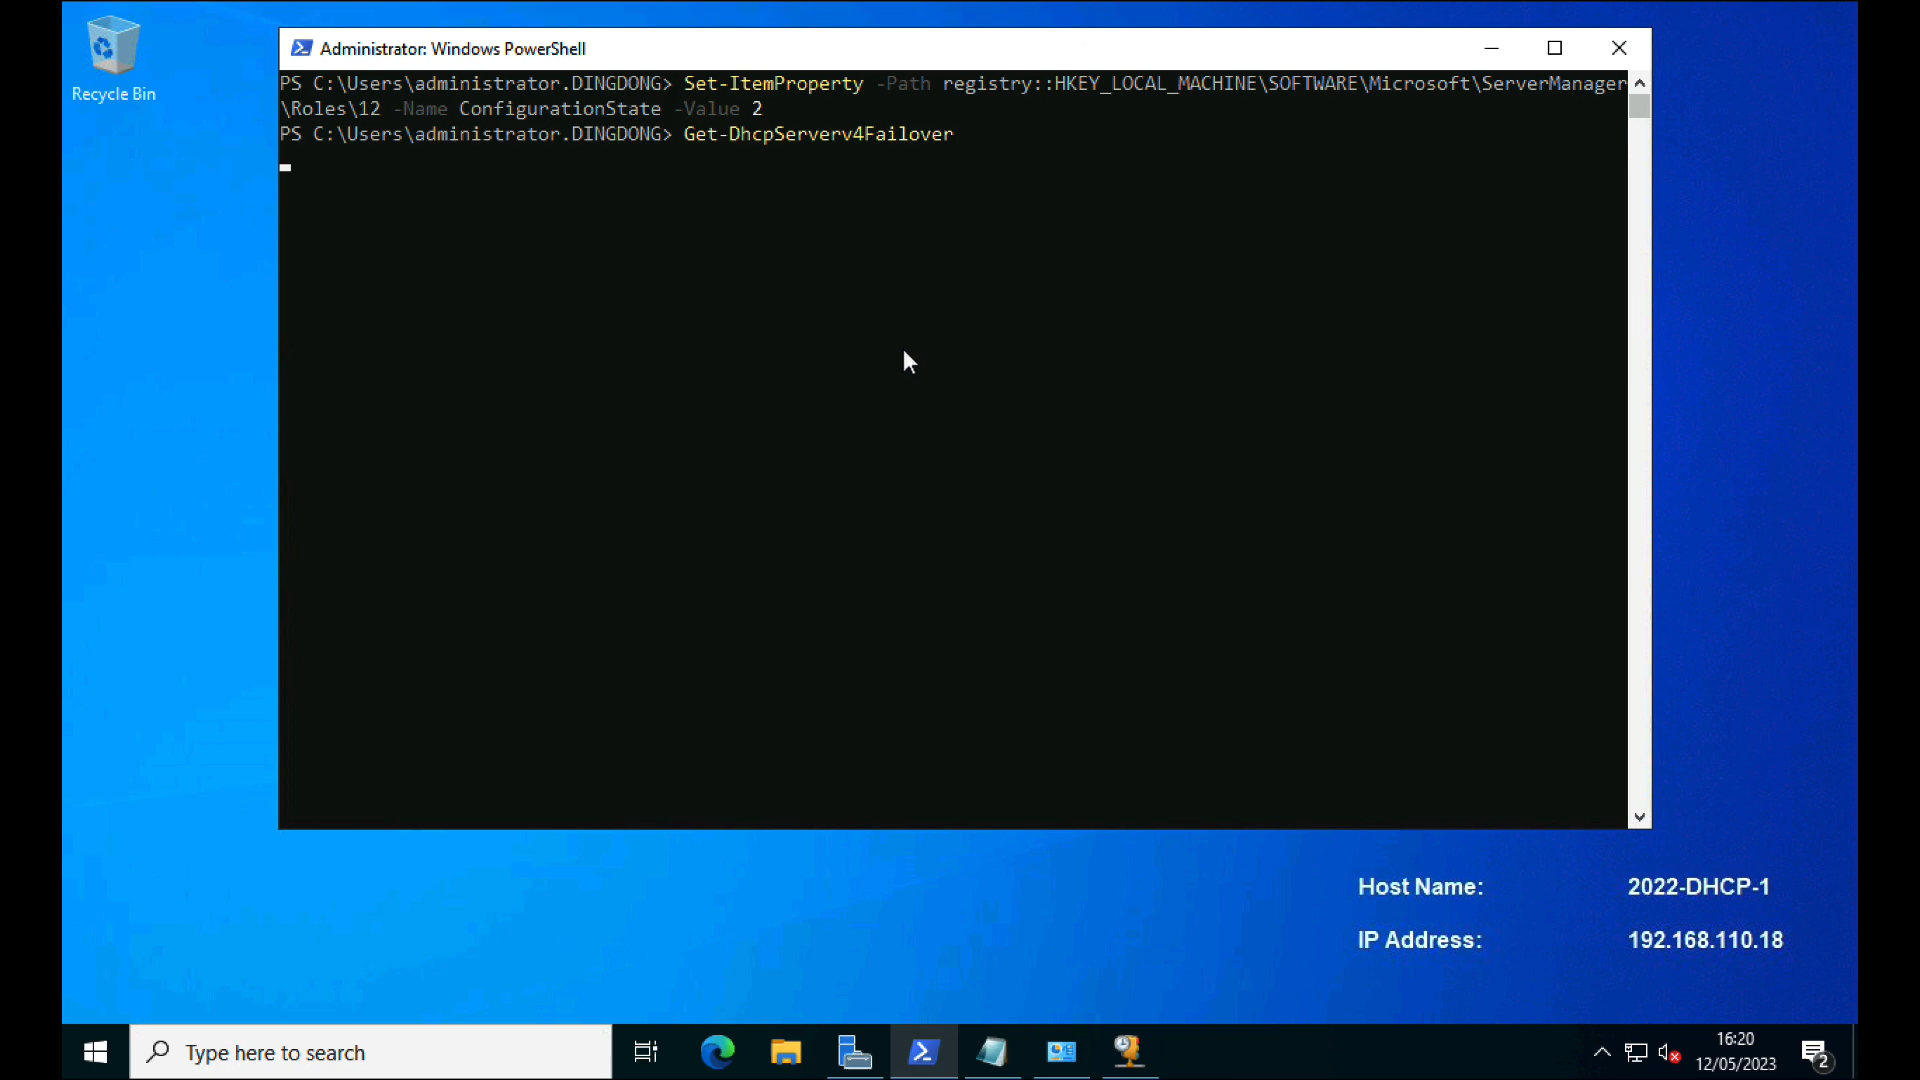 Recycle Bin
Administrator: Windows PowerShell
PS C:\Users\administrator.DINGDONG> Set-ItemProperty -Path registry::HKEY_LOCAL_MACHINE\SOFTWARE\Microsoft\ServerManager
\Roles\12 -Name ConfigurationState -Value 2
PS C:\Users\administrator.DINGDONG> Get-DhcpServerv4Failover
Host Name: 2022-DHCP-1
IP Address: 192.168.110.18
Type here to search
16:20
12/05/2023
2